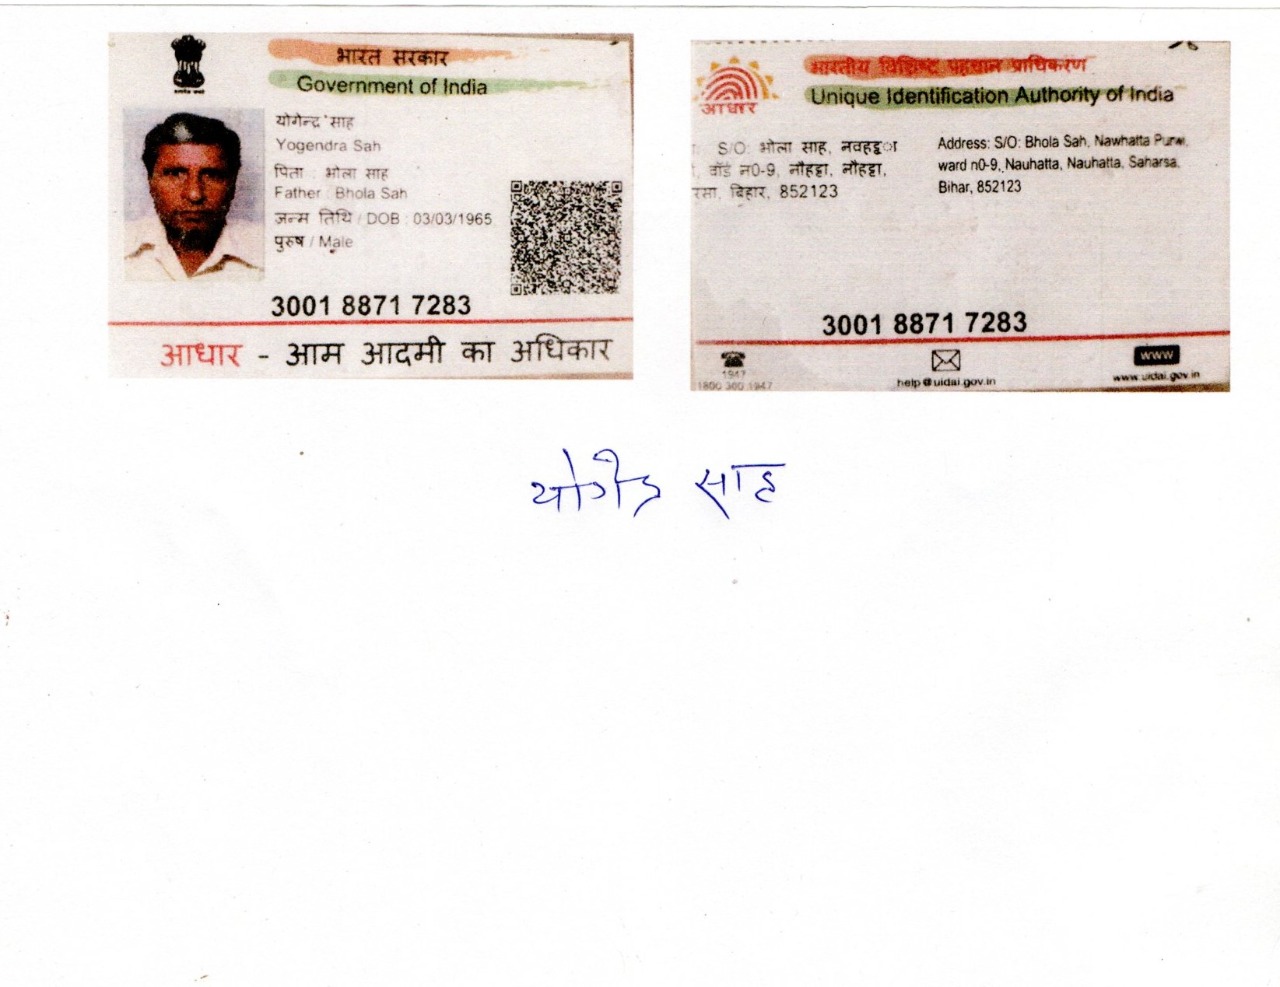 भारत सरकार
Government of India
योगेन्द्र साह
Yogendra Sah
पिता : भोला साह
Father : Bhola Sah
जन्म तिथि / DOB : 03/03/1965
पुरुष / Male
3001 8871 7283
आधार - आम आदमी का अधिकार
भारतीय विशिष्ट पहचान प्राधिकरण
Unique Identification Authority of India
आधार
S/O: भोला साह, नवहट्टा
, वॉर्ड न0-9, नौहट्टा, नौहट्टा,
रसा, बिहार, 852123
Address: S/O: Bhola Sah, Nawhatta Purwi,
ward n0-9, Nauhatta, Nauhatta, Saharsa,
Bihar, 852123
3001 8871 7283
1947
1800 300 1947
help@uidai.gov.in
www
www.uidai.gov.in
योगेंद्र साह